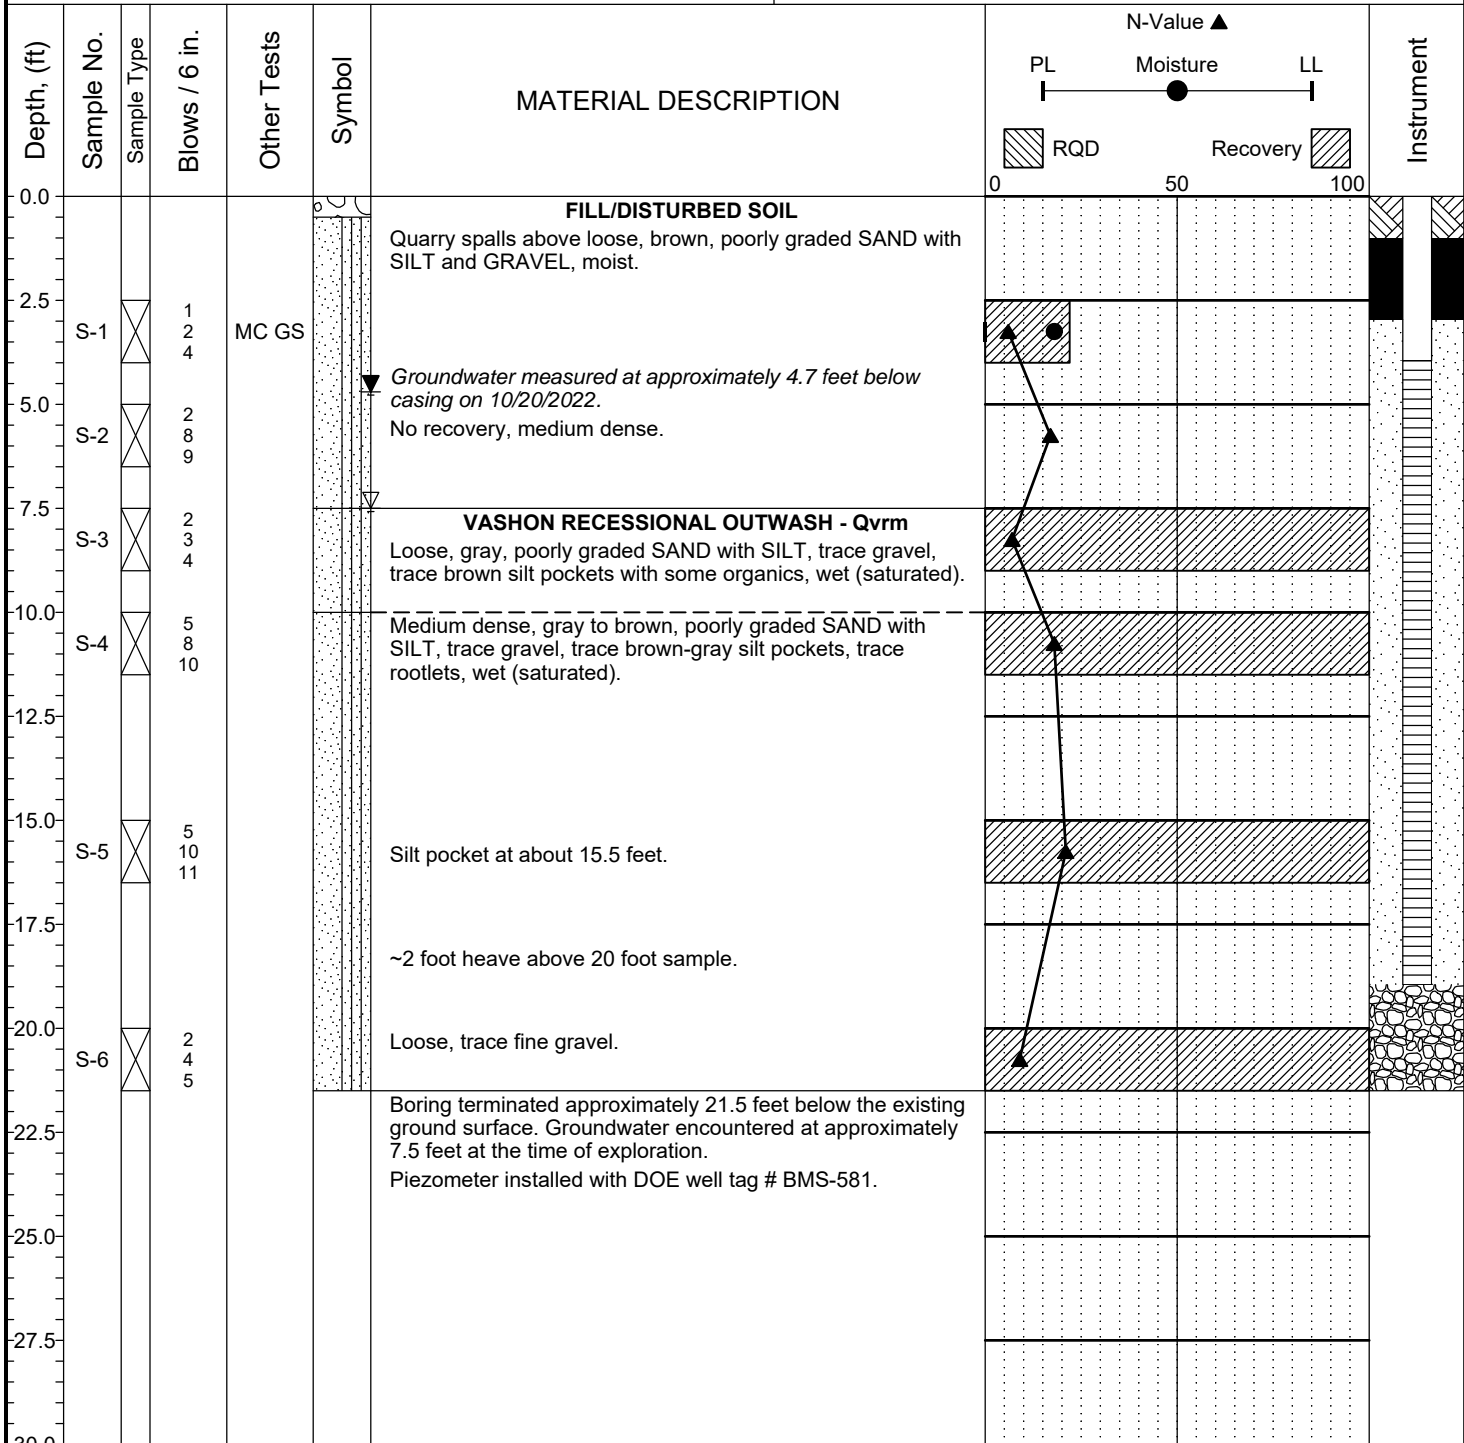 Depth, (ft)
Sample No.
Sample Type
Blows / 6 in.
Other Tests
Symbol
MATERIAL DESCRIPTION
N-Value ▲
PL Moisture LL
RQD Recovery
0 50 100
Instrument
0.0
FILL/DISTURBED SOIL
Quarry spalls above loose, brown, poorly graded SAND with
SILT and GRAVEL, moist.
2.5
S-1
1
2
4
MC GS
Groundwater measured at approximately 4.7 feet below
casing on 10/20/2022.
5.0
S-2
2
8
9
No recovery, medium dense.
7.5
VASHON RECESSIONAL OUTWASH - Qvrm
S-3
2
3
4
Loose, gray, poorly graded SAND with SILT, trace gravel,
trace brown silt pockets with some organics, wet (saturated).
10.0
S-4
5
8
10
Medium dense, gray to brown, poorly graded SAND with
SILT, trace gravel, trace brown-gray silt pockets, trace
rootlets, wet (saturated).
12.5
15.0
S-5
5
10
11
Silt pocket at about 15.5 feet.
17.5
~2 foot heave above 20 foot sample.
20.0
S-6
2
4
5
Loose, trace fine gravel.
Boring terminated approximately 21.5 feet below the existing
ground surface. Groundwater encountered at approximately
7.5 feet at the time of exploration.
22.5
Piezometer installed with DOE well tag # BMS-581.
25.0
27.5
30.0